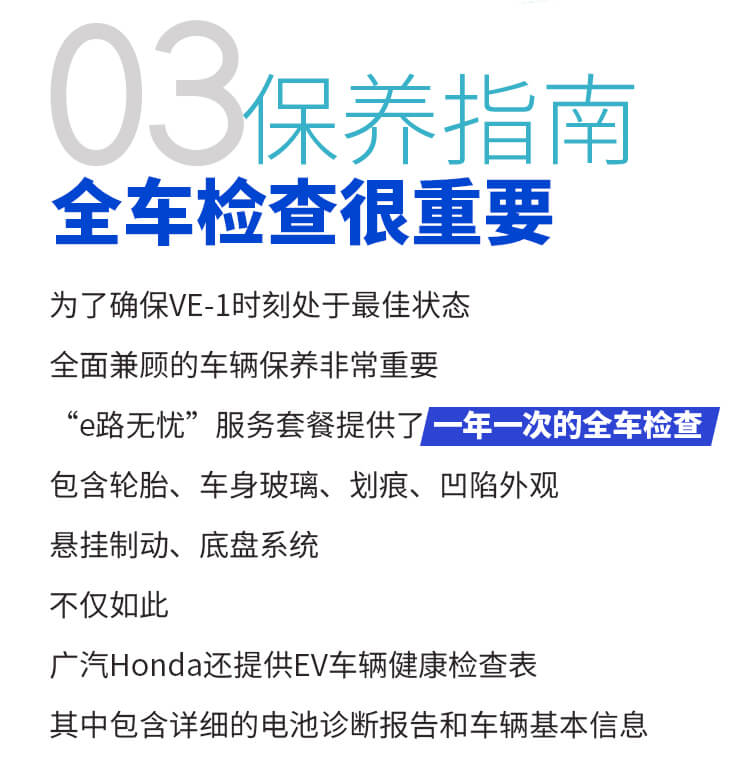 03保养指南
全车检查很重要
为了确保VE-1时刻处于最佳状态
全面兼顾的车辆保养非常重要
“e路无忧”服务套餐提供了一年一次的全车检查
包含轮胎、车身玻璃、划痕、凹陷外观
悬挂制动、底盘系统
不仅如此
广汽Honda还提供EV车辆健康检查表
其中包含详细的电池诊断报告和车辆基本信息